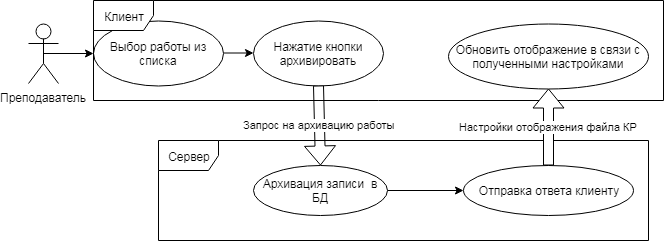 Клиент
Выбор работы из
списка
Нажатие кнопки
архивировать
Обновить отображение в связи с
полученными настройками
Преподаватель
Запрос на архивацию работы
Настройки отображения файла КР
Сервер
Архивация записи в
БД
Отправка ответа клиенту